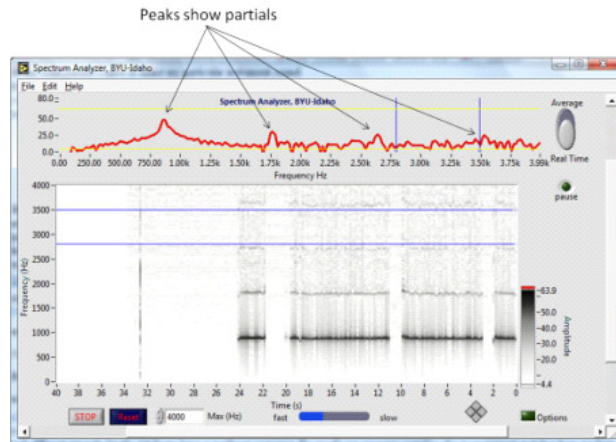 Peaks show partials
Spectrum Analyzer, BYU-Idaho
File Edit Help
Spectrum Analyzer, BYU-Idaho
80.0
50.0
25.0
0.0
0.00 250.00 500.00 750.00 1.00k 1.25k 1.50k 1.75k 2.00k 2.25k 2.50k 2.75k 3.00k 3.25k 3.50k 3.75k 3.99k
Frequency Hz
Average
Real Time
pause
4000
3500
3000
2500
2000
1500
1000
500
0
Frequency (Hz)
40 38 36 34 32 30 28 26 24 22 20 18 16 14 12 10 8 6 4 2 0
Time (s)
63.9
50.0
40.0
30.0
20.0
4.4
Amplitude
STOP Reset 4000 Max (Hz) fast slow Options